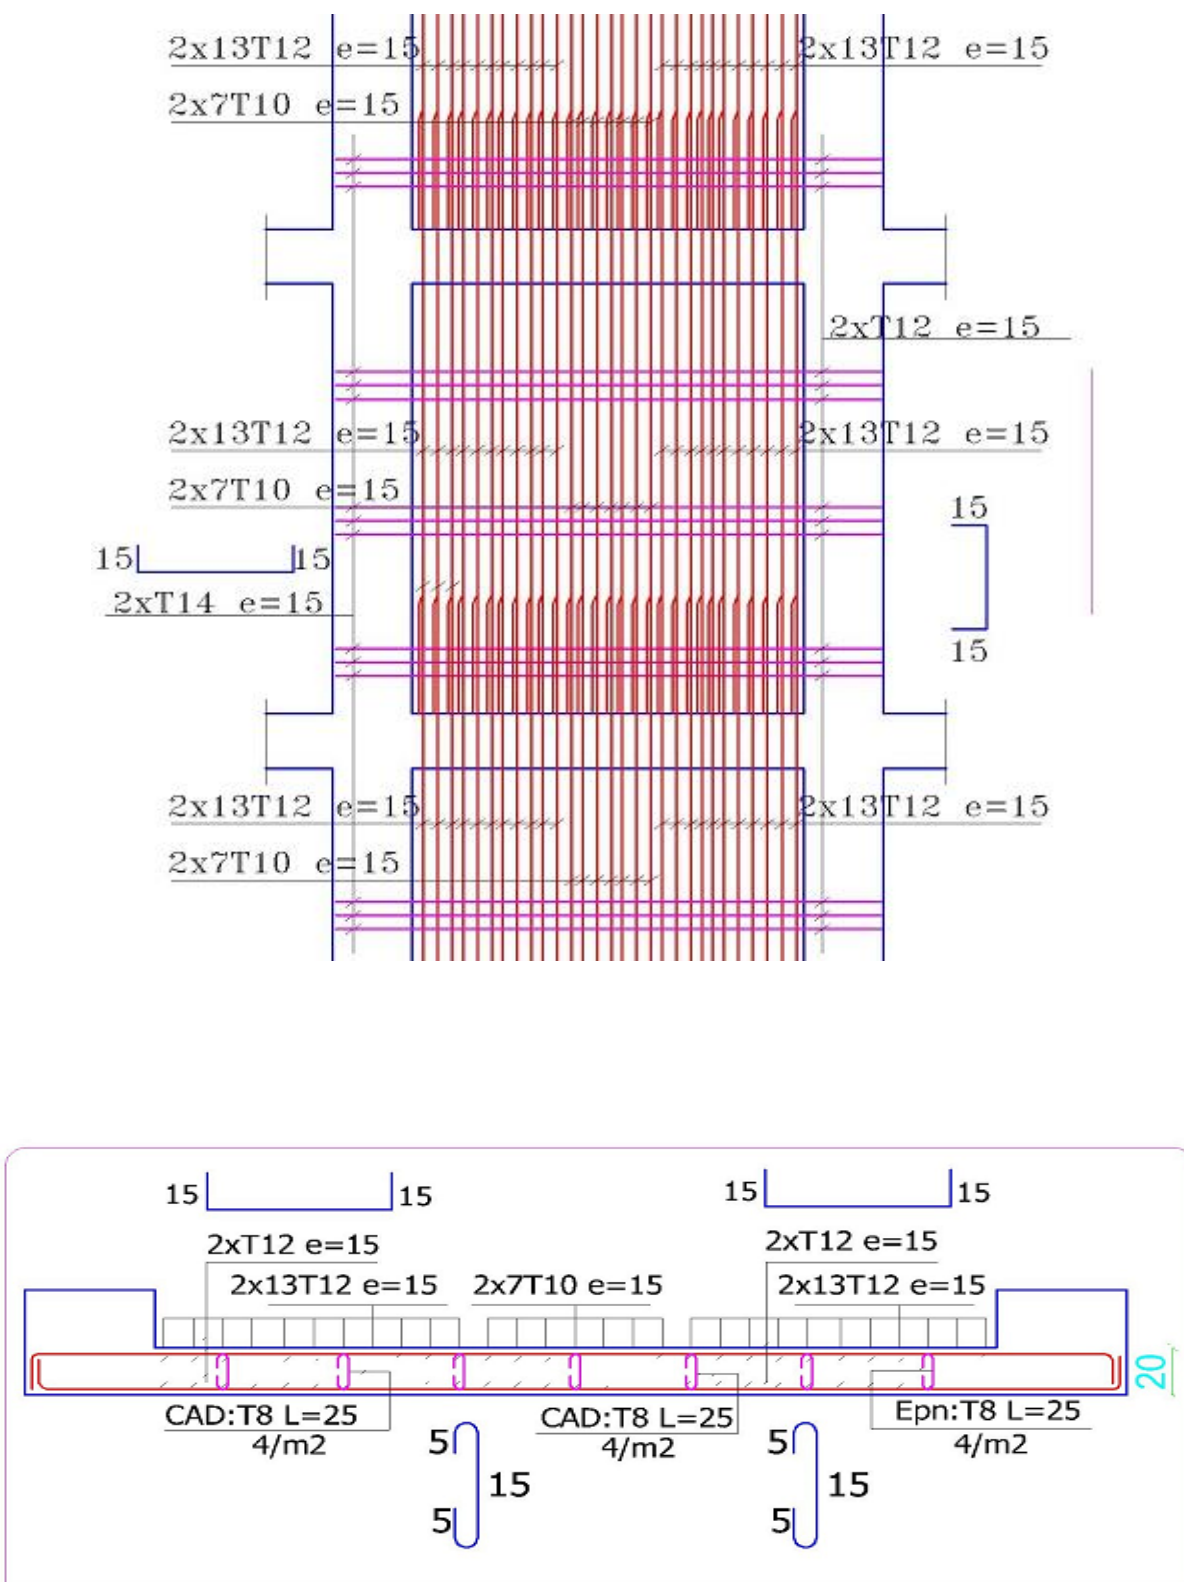 2x13T12 e=15 2x13T12 e=15
2x7T10 e=15
2xT12 e=15
2x13T12 e=15 2x13T12 e=15
2x7T10 e=15
15
15 15
2xT14 e=15
15
2x13T12 e=15 2x13T12 e=15
2x7T10 e=15
15 15 15 15
2xT12 e=15 2xT12 e=15
2x13T12 e=15 2x7T10 e=15 2x13T12 e=15
20
CAD:T8 L=25 CAD:T8 L=25 Epn:T8 L=25
4/m2 4/m2 4/m2
5 5
15 15
5 5